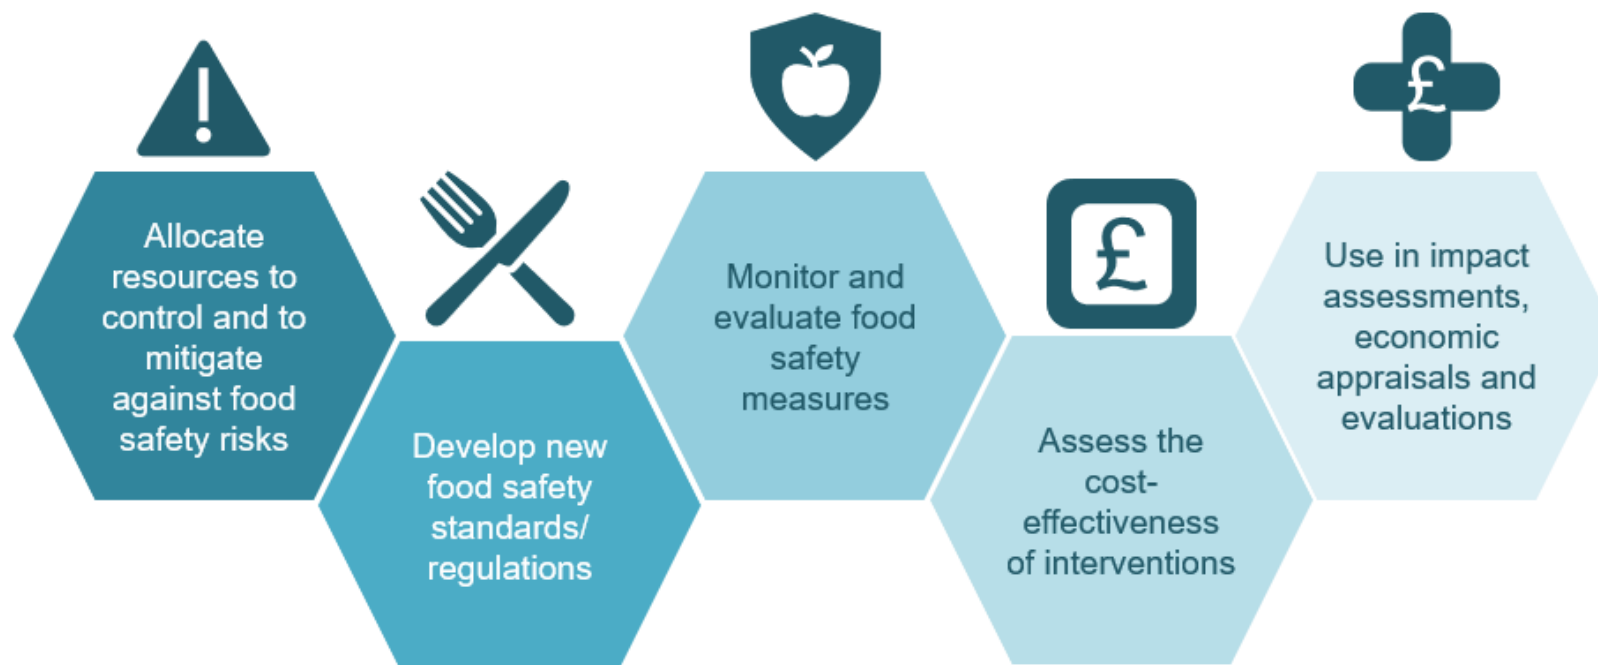 Allocate
resources to
control and to
mitigate
against food
safety risks
Develop new
food safety
standards/
regulations
Monitor and
evaluate food
safety
measures
£
Assess the
cost-
effectiveness
of interventions
£
Use in impact
assessments,
economic
appraisals and
evaluations